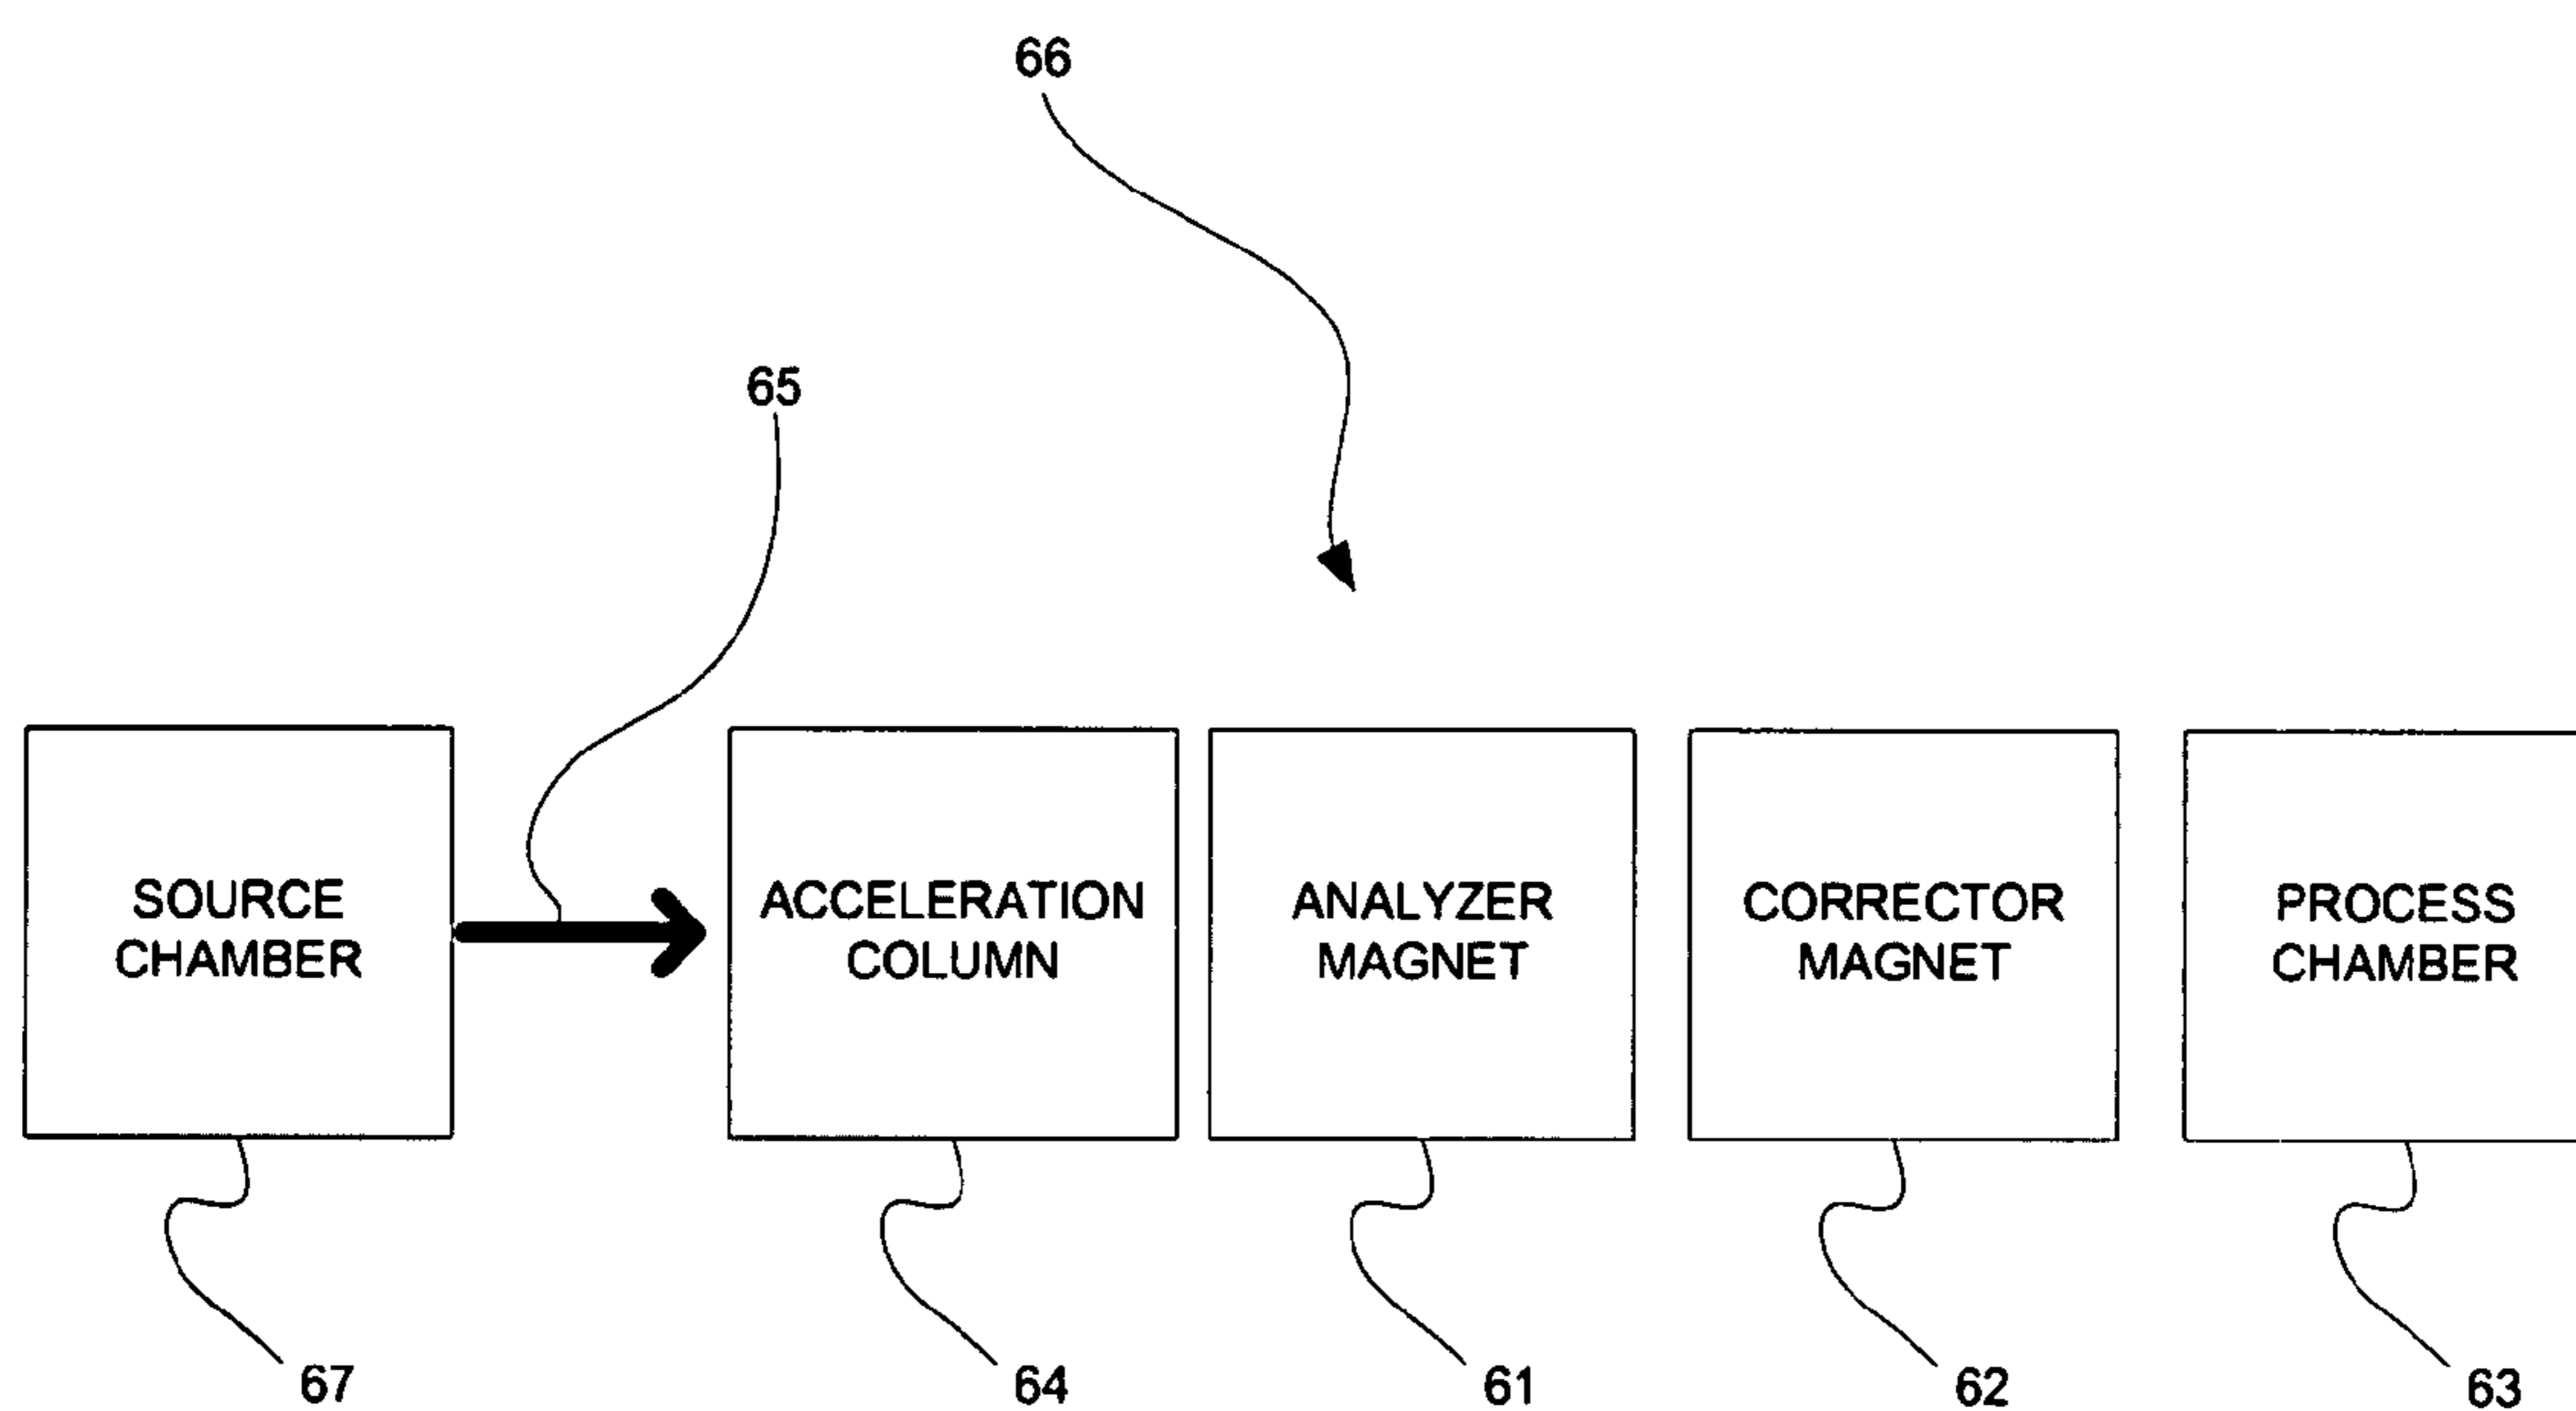 66
65
SOURCE
CHAMBER
ACCELERATION
COLUMN
ANALYZER
MAGNET
CORRECTOR
MAGNET
PROCESS
CHAMBER
67
64
61
62
63